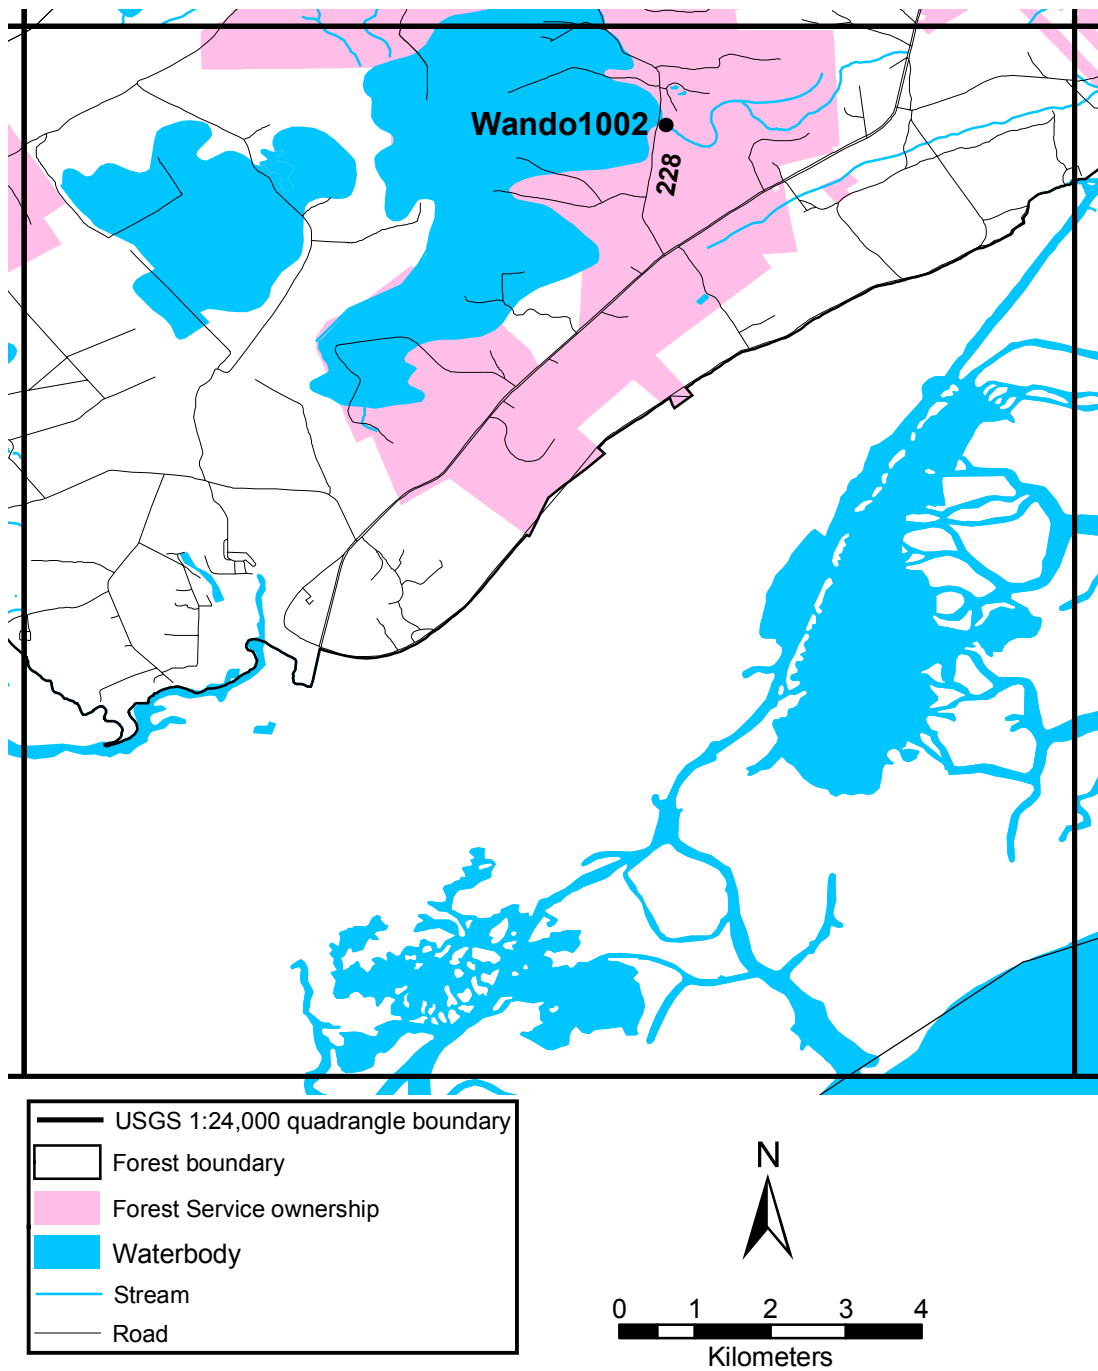 Wando1002
228
USGS 1:24,000 quadrangle boundary
Forest boundary
Forest Service ownership
Waterbody
Stream
Road
N
0 1 2 3 4
Kilometers